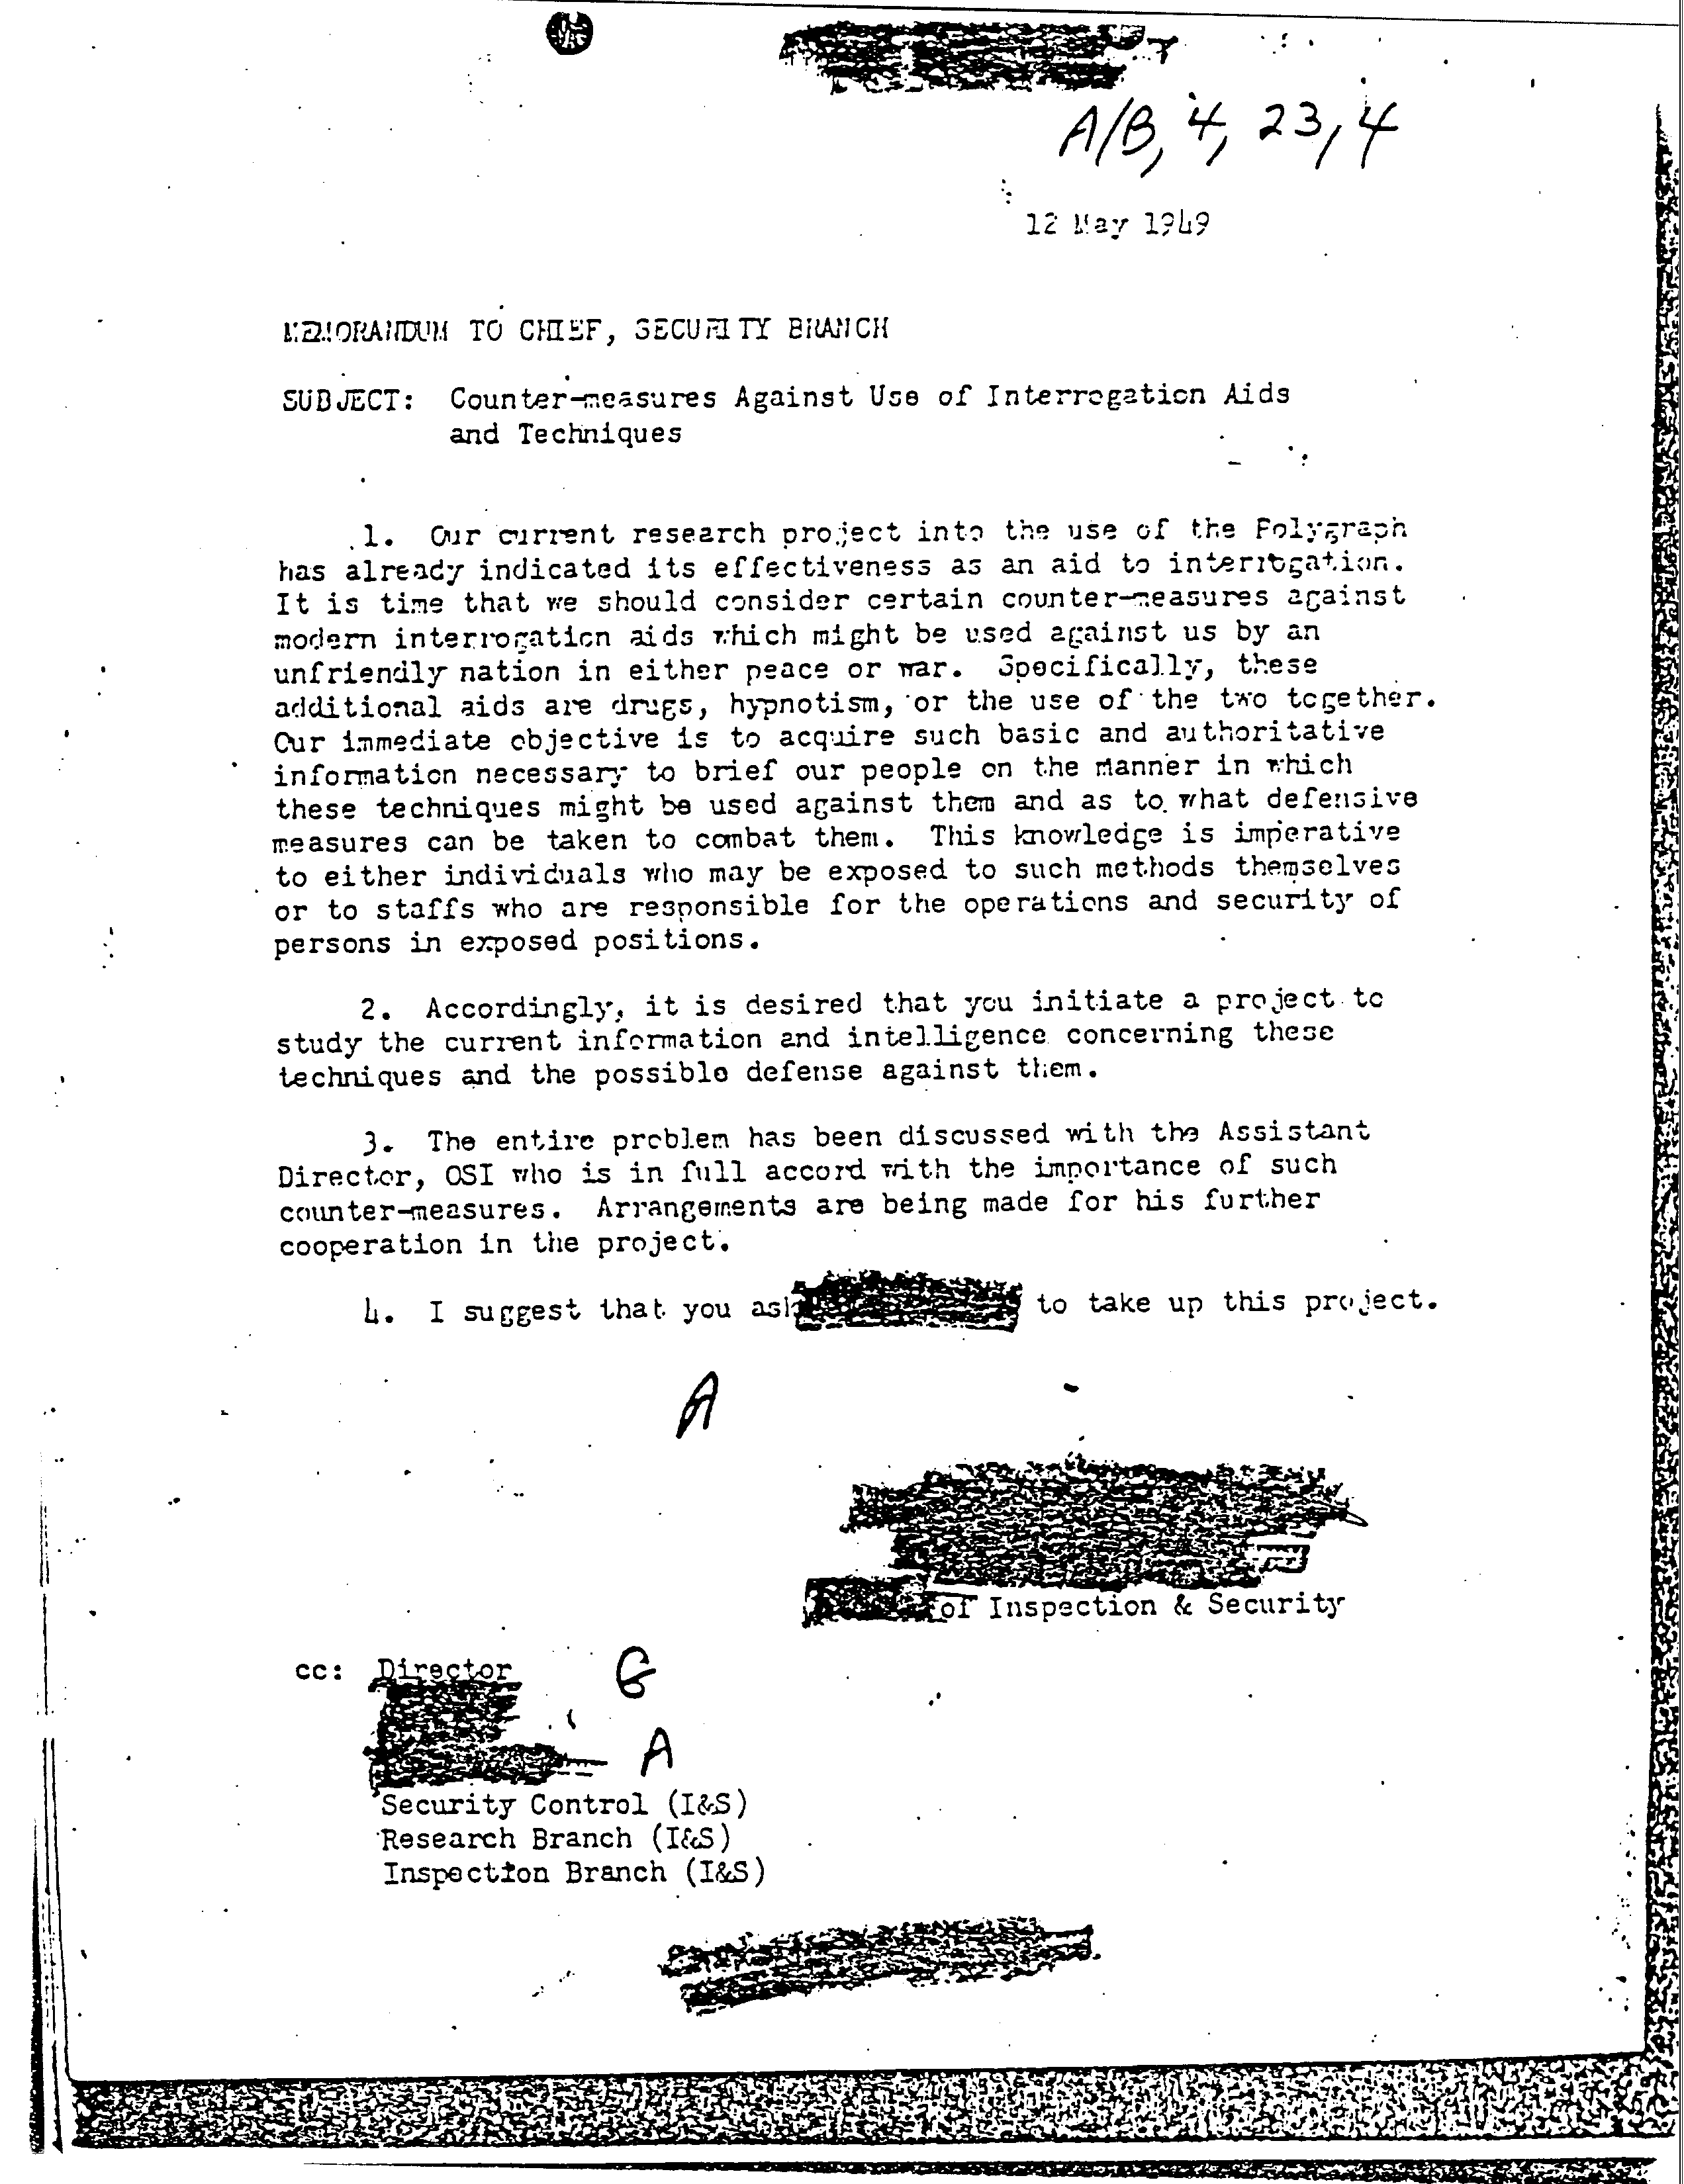 A/B, 4, 23, 4
12 May 1949
MEMORANDUM TO CHIEF, SECURITY BRANCH
SUBJECT: Counter-measures Against Use of Interrogation Aids
and Techniques
1. Our current research project into the use of the Polygraph
has already indicated its effectiveness as an aid to interrogation.
It is time that we should consider certain counter-measures against
modern interrogation aids which might be used against us by an
unfriendly nation in either peace or war. Specifically, these
additional aids are drugs, hypnotism, or the use of the two together.
Our immediate objective is to acquire such basic and authoritative
information necessary to brief our people on the manner in which
these techniques might be used against them and as to what defensive
measures can be taken to combat them. This knowledge is imperative
to either individuals who may be exposed to such methods themselves
or to staffs who are responsible for the operations and security of
persons in exposed positions.
2. Accordingly, it is desired that you initiate a project to
study the current information and intelligence concerning these
techniques and the possible defense against them.
3. The entire problem has been discussed with the Assistant
Director, OSI who is in full accord with the importance of such
counter-measures. Arrangements are being made for his further
cooperation in the project.
4. I suggest that you ask to take up this project.
A
of Inspection & Security
cc: Director G
A
Security Control (I&S)
Research Branch (I&S)
Inspection Branch (I&S)